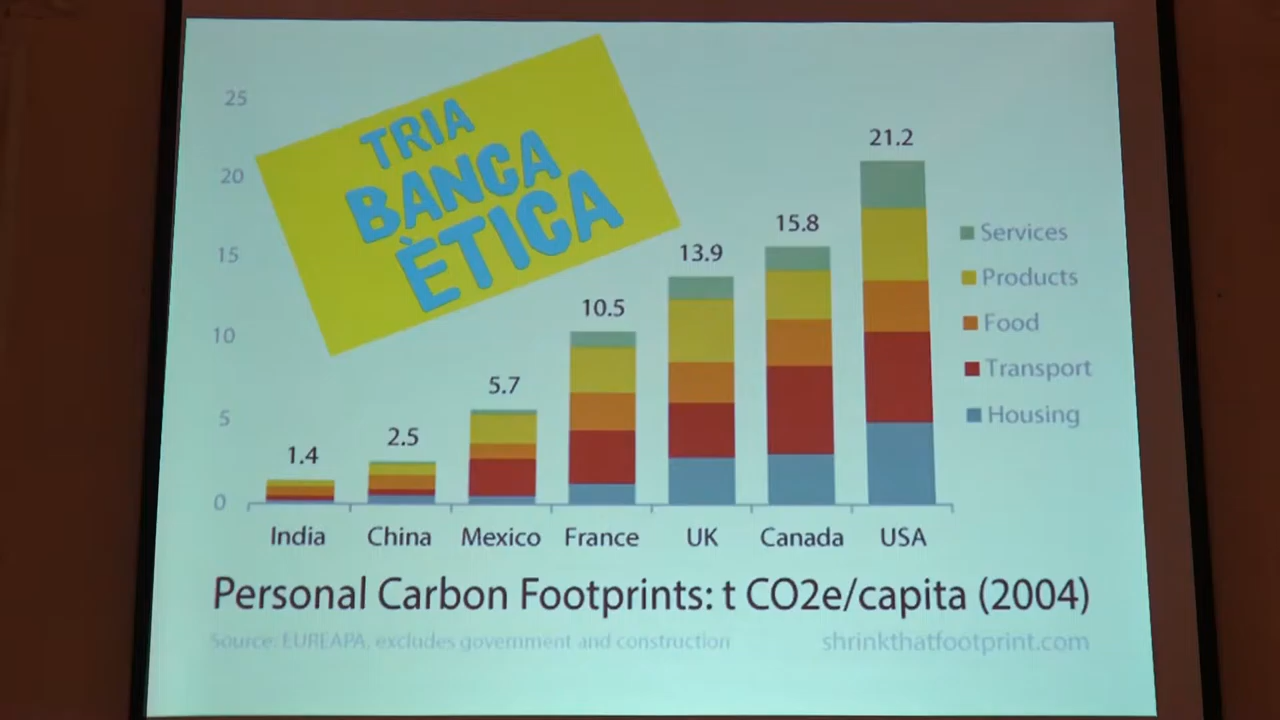 TRIA
BANCA
ÈTICA
25
20
15
10
5
0
1.4
2.5
5.7
10.5
13.9
15.8
21.2
Services
Products
Food
Transport
Housing
India
China
Mexico
France
UK
Canada
USA
Personal Carbon Footprints: t CO2e/capita (2004)
Source: EUREAPA, excludes government and construction
shrinkthatfootprint.com